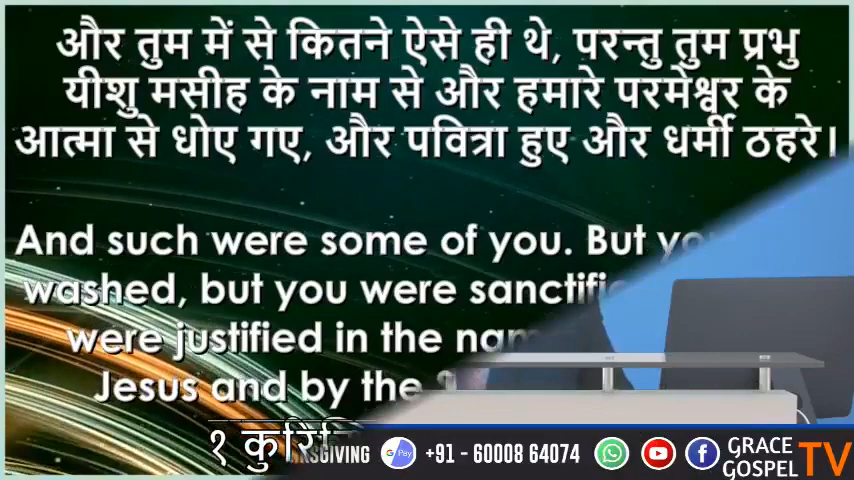 और तुम में से कितने ऐसे ही थे, परन्तु तुम प्रभु
यीशु मसीह के नाम से और हमारे परमेश्वर के
आत्मा से धोए गए, और पवित्रा हुए और धर्मी ठहरे।
And such were some of you. But
washed, but you were
were justified in the
Jesus and by the
१
+91 - 60008 64074
G Pay
GRACE
GOSPEL TV